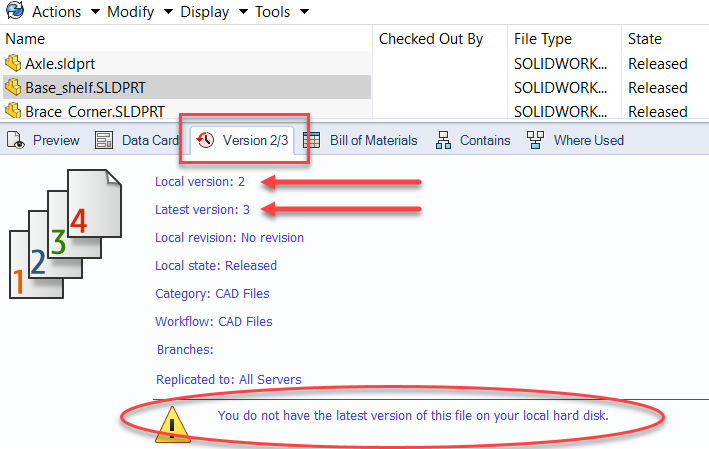 Actions Modify Display Tools
Name Checked Out By File Type State
Axle.sldprt SOLIDWORK... Released
Base_shelf.SLDPRT SOLIDWORK... Released
Brace_Corner.SLDPRT SOLIDWORK... Released
Preview Data Card Version 2/3 Bill of Materials Contains Where Used
Local version: 2
Latest version: 3
Local revision: No revision
Local state: Released
Category: CAD Files
Workflow: CAD Files
Branches:
Replicated to: All Servers
1 2 3 4
You do not have the latest version of this file on your local hard disk.